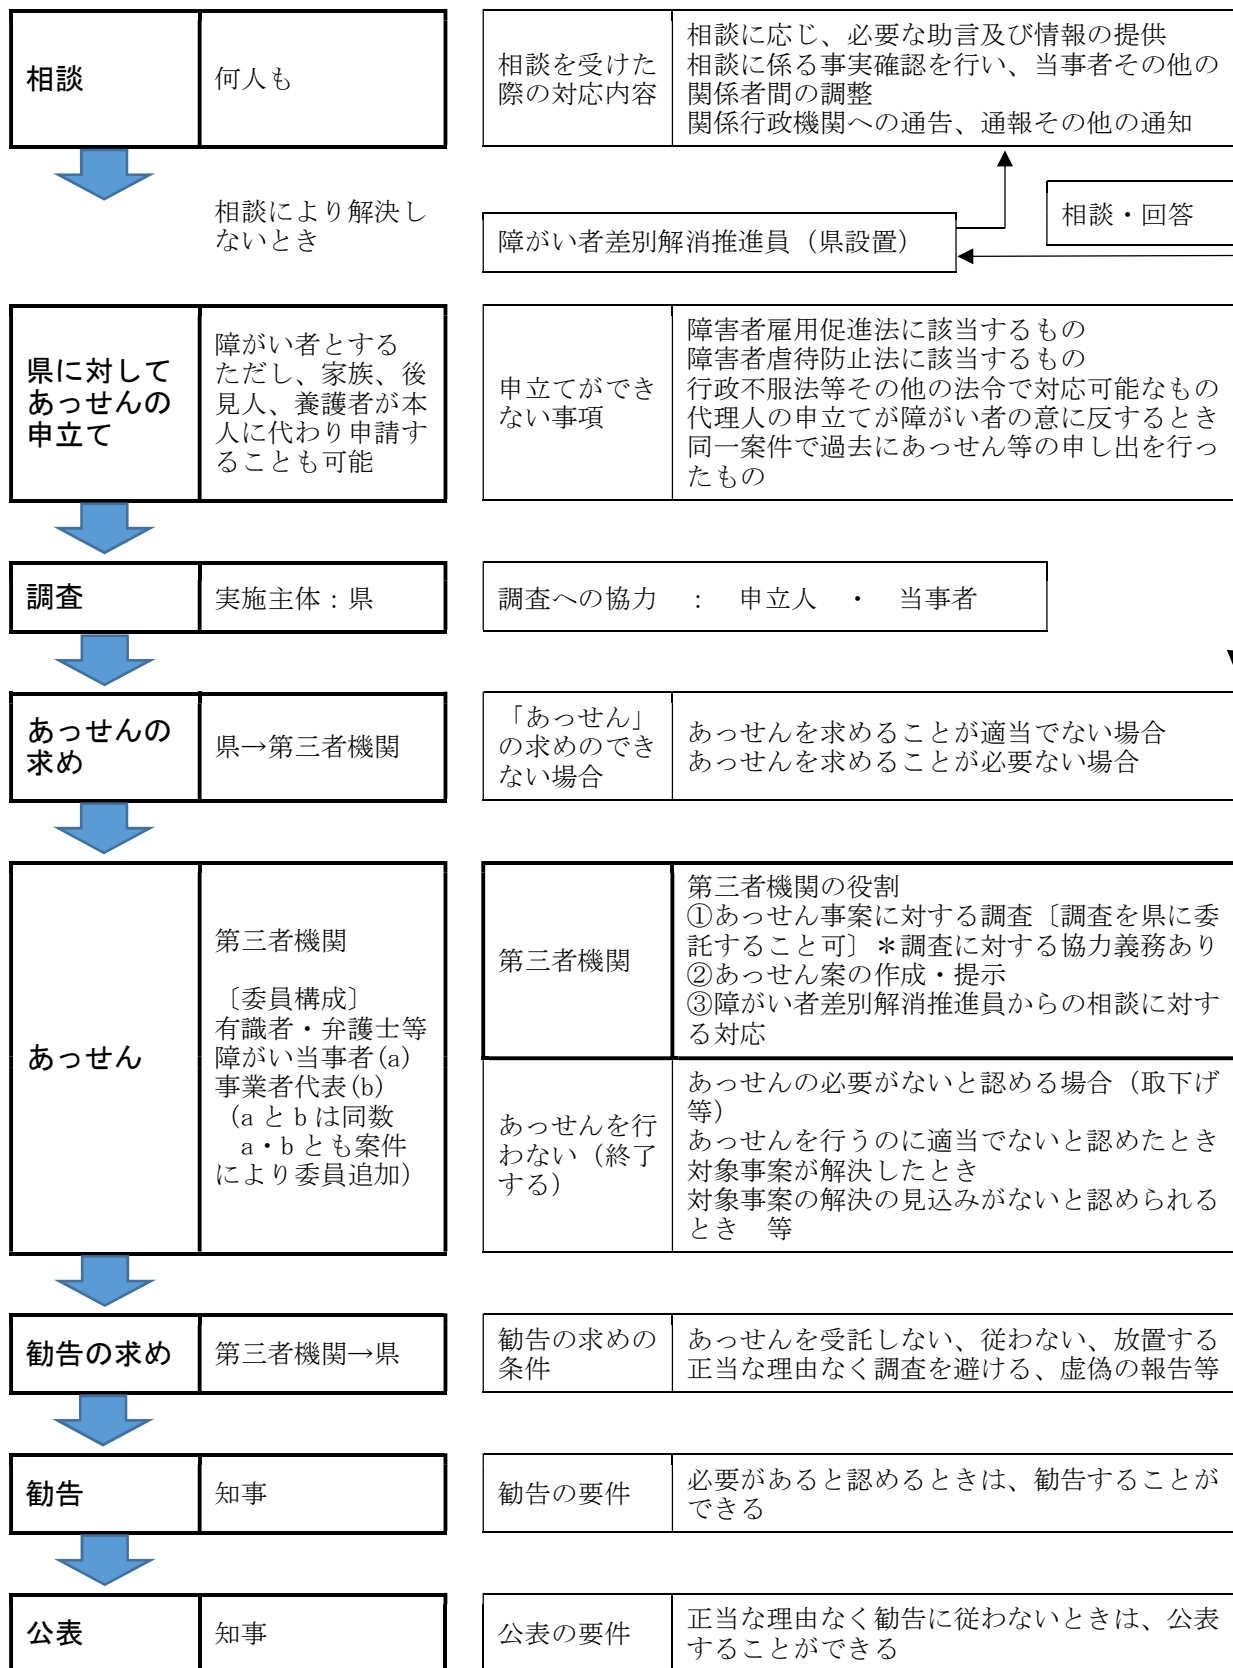 相談
何人も
相談を受けた
際の対応内容
相談に応じ、必要な助言及び情報の提供
相談に係る事実確認を行い、当事者その他の
関係者間の調整
関係行政機関への通告、通報その他の通知
相談により解決し
ないとき
障がい者差別解消推進員（県設置）
相談・回答
県に対して
あっせんの
申立て
障がい者とする
ただし、家族、後
見人、養護者が本
人に代わり申請す
ることも可能
申立てができ
ない事項
障害者雇用促進法に該当するもの
障害者虐待防止法に該当するもの
行政不服法等その他の法令で対応可能なもの
代理人の申立てが障がい者の意に反するとき
同一案件で過去にあっせん等の申し出を行っ
たもの
調査
実施主体：県
調査への協力　：　申立人　・　当事者
あっせんの
求め
県→第三者機関
「あっせん」
の求めのでき
ない場合
あっせんを求めることが適当でない場合
あっせんを求めることが必要ない場合
あっせん
第三者機関
〔委員構成〕
有識者・弁護士等
障がい当事者(a)
事業者代表(b)
（aとbは同数
a・bとも案件
により委員追加）
第三者機関
第三者機関の役割
①あっせん事案に対する調査〔調査を県に委
託すること可〕＊調査に対する協力義務あり
②あっせん案の作成・提示
③障がい者差別解消推進員からの相談に対す
る対応
あっせんを行
わない（終了
する）
あっせんの必要がないと認める場合（取下げ
等）
あっせんを行うのに適当でないと認めたとき
対象事案が解決したとき
対象事案の解決の見込みがないと認められる
とき　等
勧告の求め
第三者機関→県
勧告の求めの
条件
あっせんを受託しない、従わない、放置する
正当な理由なく調査を避ける、虚偽の報告等
勧告
知事
勧告の要件
必要があると認めるときは、勧告することが
できる
公表
知事
公表の要件
正当な理由なく勧告に従わないときは、公表
することができる